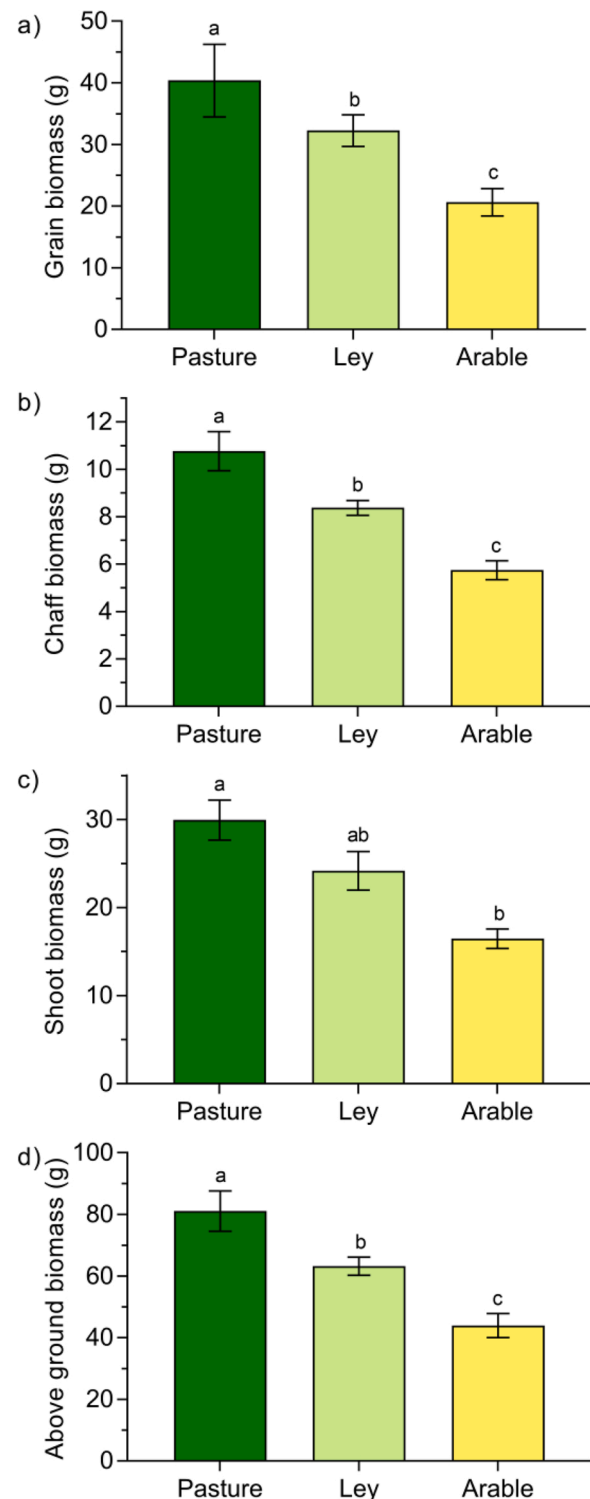 a)
Grain biomass (g)
50
40
30
20
10
0
a
b
c
Pasture Ley Arable
b)
Chaff biomass (g)
12
10
8
6
4
2
0
a
b
c
Pasture Ley Arable
c)
Shoot biomass (g)
30
20
10
0
a
ab
b
Pasture Ley Arable
d)
Above ground biomass (g)
100
80
60
40
20
0
a
b
c
Pasture Ley Arable